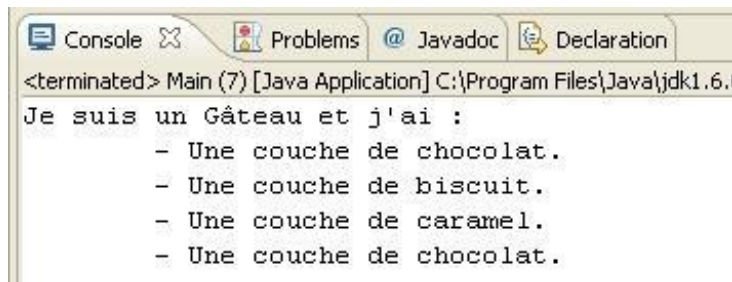 Console Problems @ Javadoc Declaration
<terminated> Main (7) [Java Application] C:\Program Files\Java\jdk1.6.
Je suis un Gâteau et j'ai :
- Une couche de chocolat.
- Une couche de biscuit.
- Une couche de caramel.
- Une couche de chocolat.